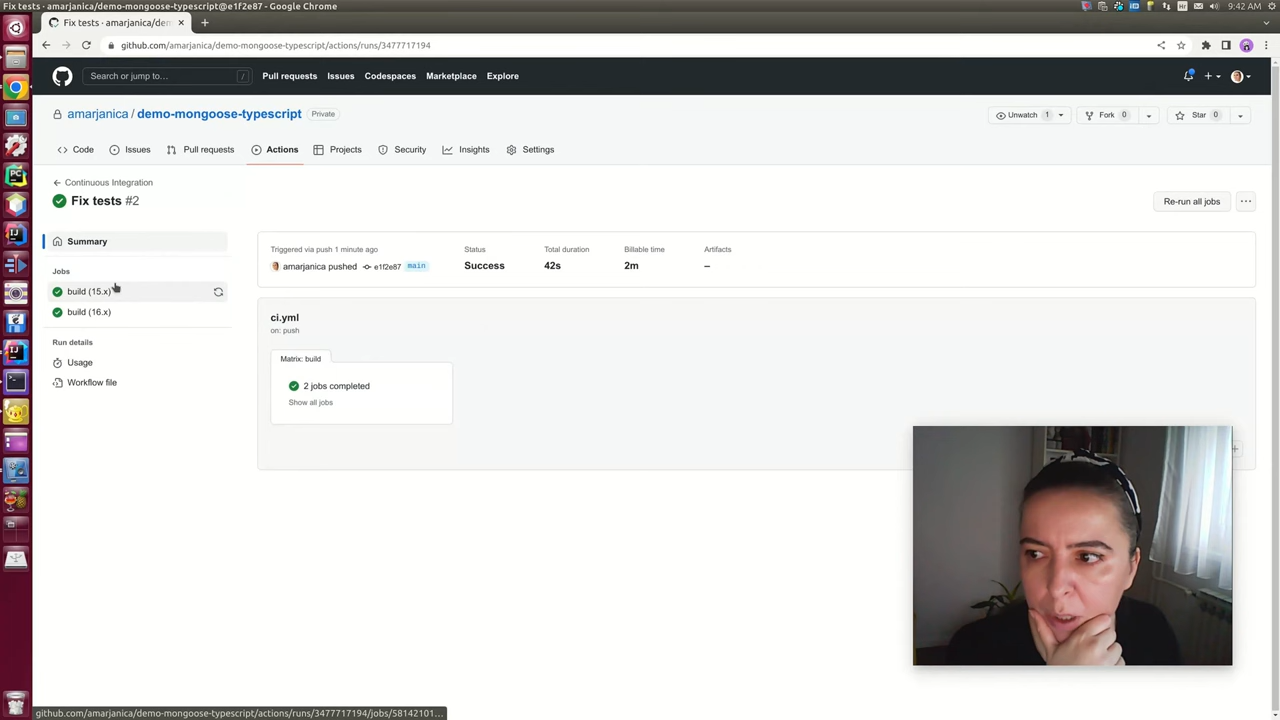 Fix tests · amarjanica/demo-mongoose-typescript@e1f2e87 - Google Chrome
Hr
9:42 AM
Fix tests · amarjanica/dem
github.com/amarjanica/demo-mongoose-typescript/actions/runs/3477717194
Search or jump to…
/
Pull requests
Issues
Codespaces
Marketplace
Explore
amarjanica / demo-mongoose-typescript
Private
Unwatch 1
Fork 0
Star 0
Code
Issues
Pull requests
Actions
Projects
Security
Insights
Settings
Continuous Integration
Fix tests #2
Re-run all jobs
Summary
Jobs
build (15.x)
build (16.x)
Run details
Usage
Workflow file
Triggered via push 1 minute ago
amarjanica pushed e1f2e87 main
Status
Success
Total duration
42s
Billable time
2m
Artifacts
–
ci.yml
on: push
Matrix: build
2 jobs completed
Show all jobs
github.com/amarjanica/demo-mongoose-typescript/actions/runs/3477717194/jobs/58142101…